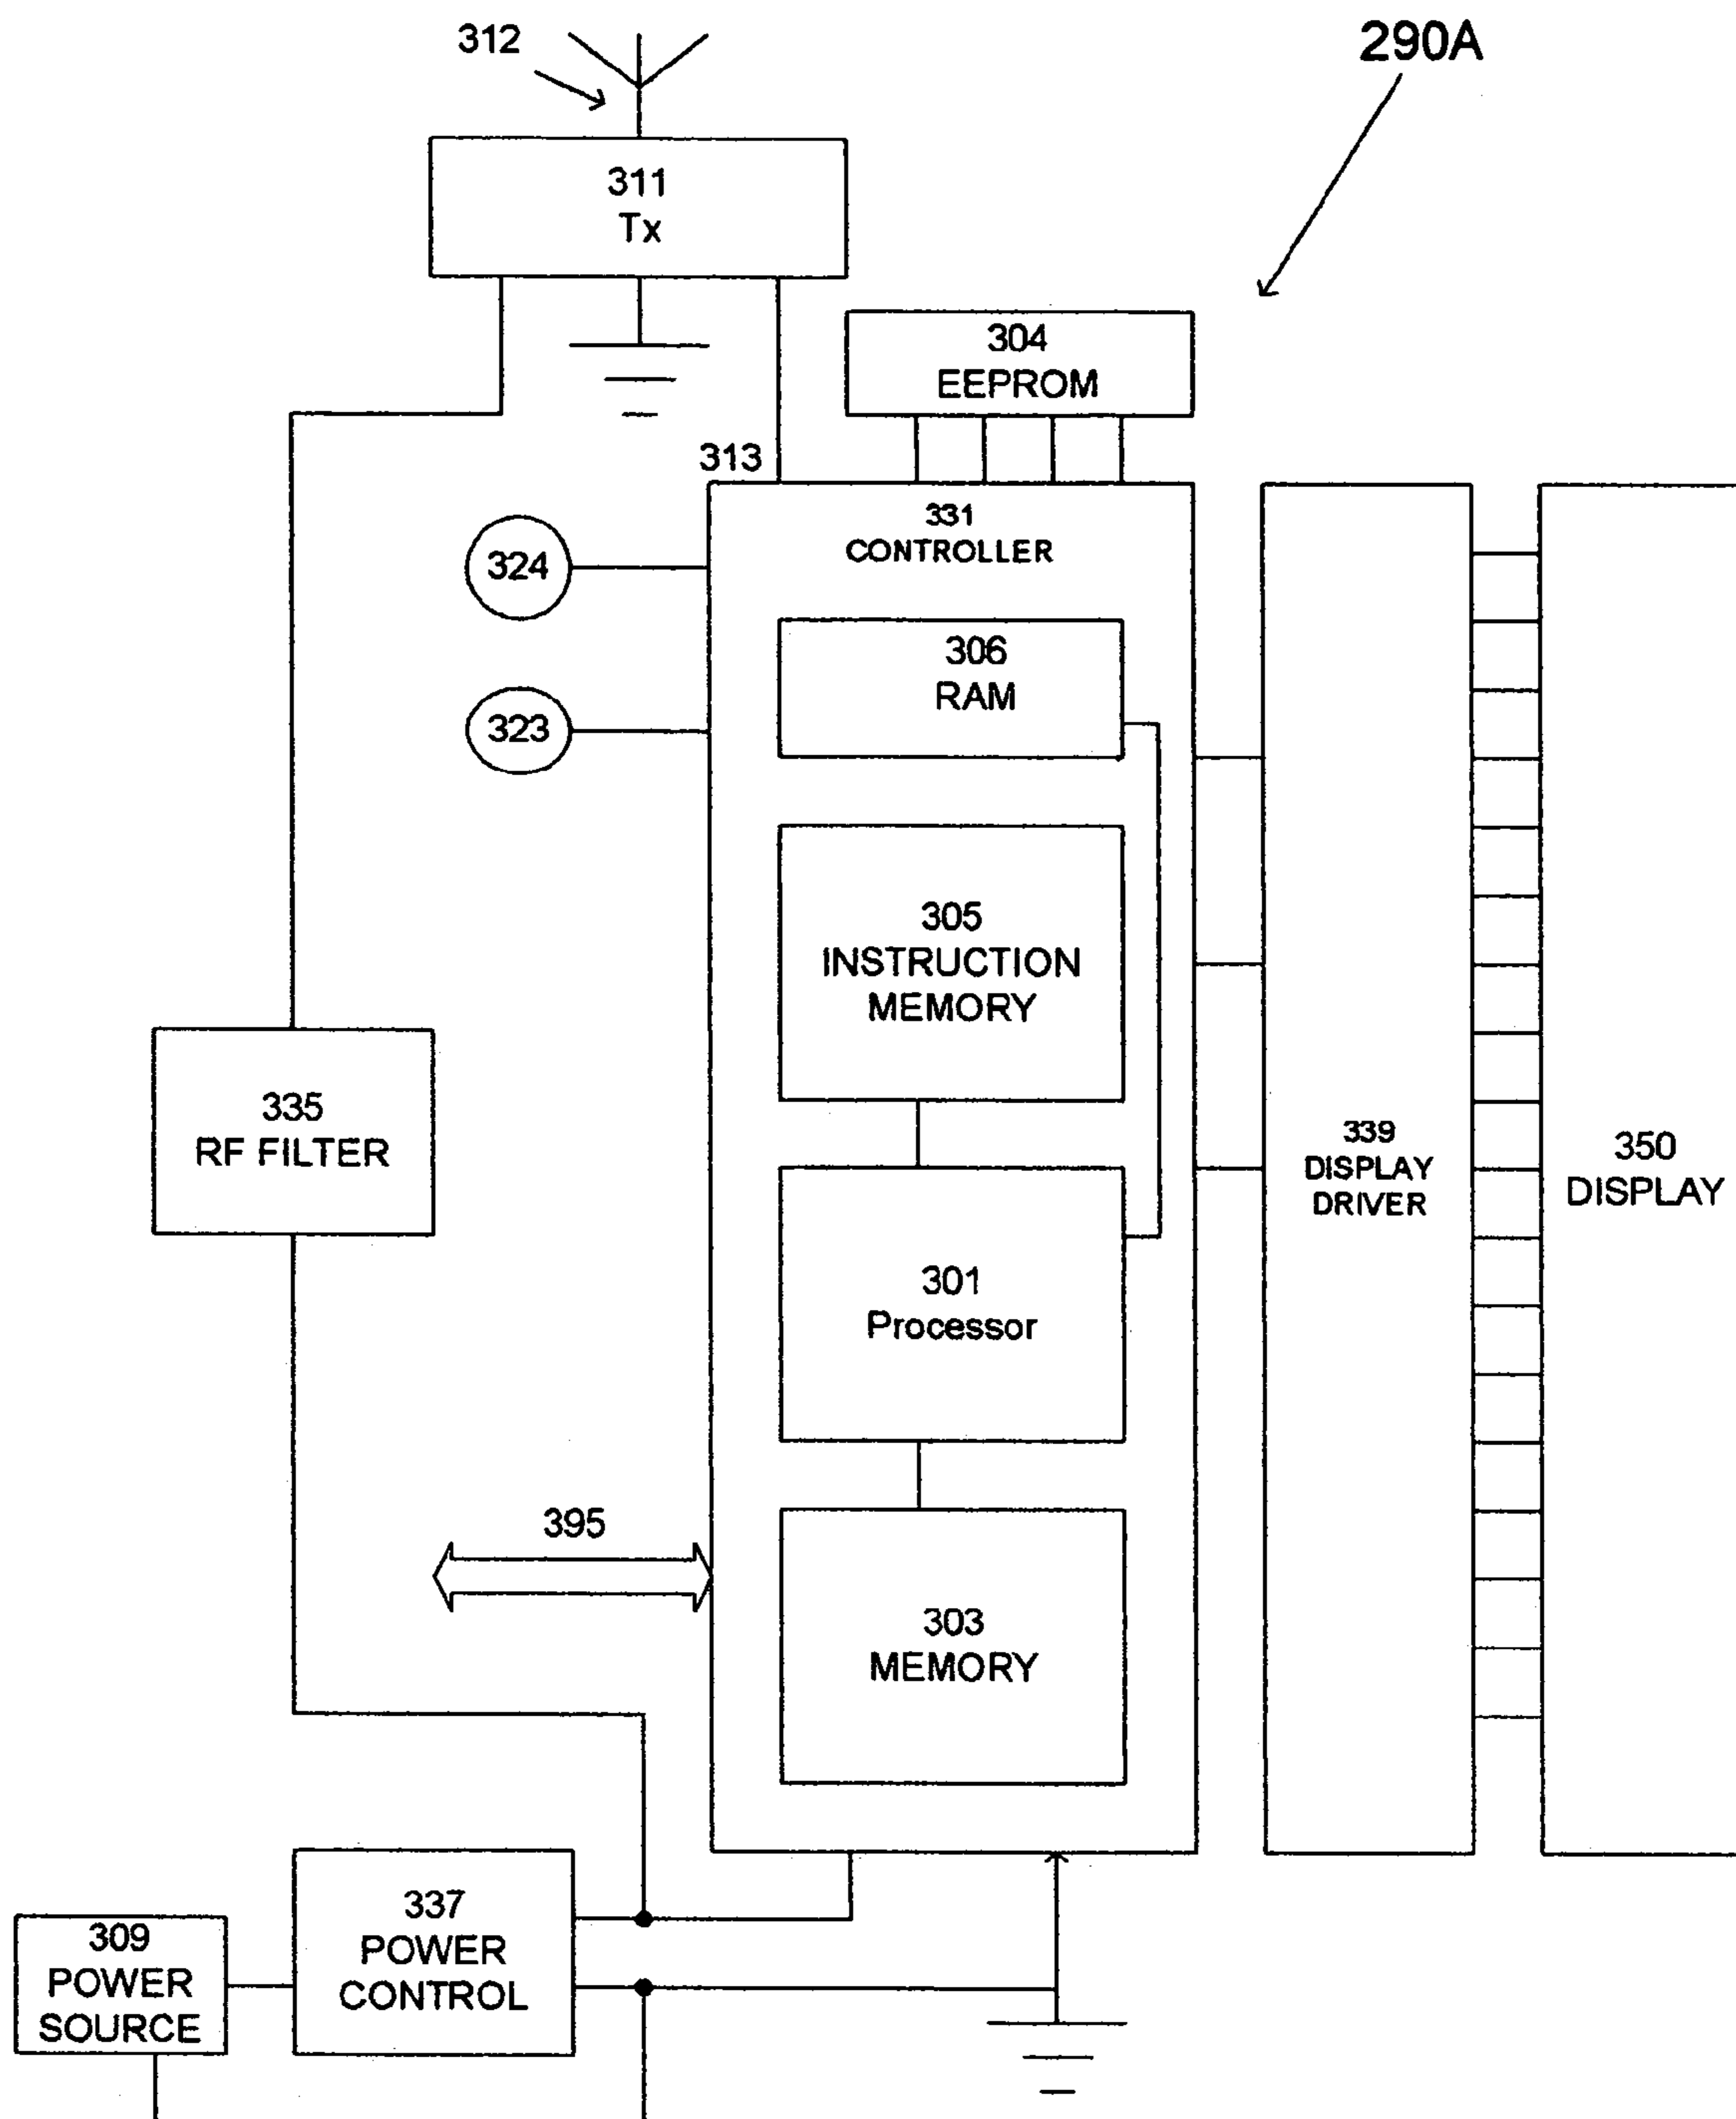 312
290A
311
Tx
304
EEPROM
313
331
CONTROLLER
324
306
RAM
323
305
INSTRUCTION
MEMORY
335
RF FILTER
339
DISPLAY
DRIVER
350
DISPLAY
301
Processor
395
303
MEMORY
337
POWER
CONTROL
309
POWER
SOURCE